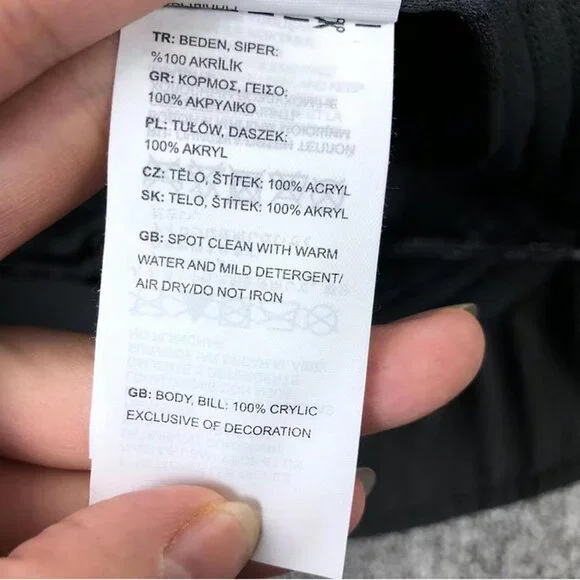 TR: BEDEN, SIPER:
%100 AKRİLİK
GR: ΚΟΡΜΟΣ, ΓΕΙΣΟ:
100% ΑΚΡΥΛΙΚΟ
PL: TUŁÓW, DASZEK:
100% AKRYL
CZ: TĚLO, ŠTÍTEK: 100% ACRYL
SK: TELO, ŠTÍTEK: 100% AKRYL
GB: SPOT CLEAN WITH WARM
WATER AND MILD DETERGENT/
AIR DRY/DO NOT IRON
GB: BODY, BILL: 100% CRYLIC
EXCLUSIVE OF DECORATION